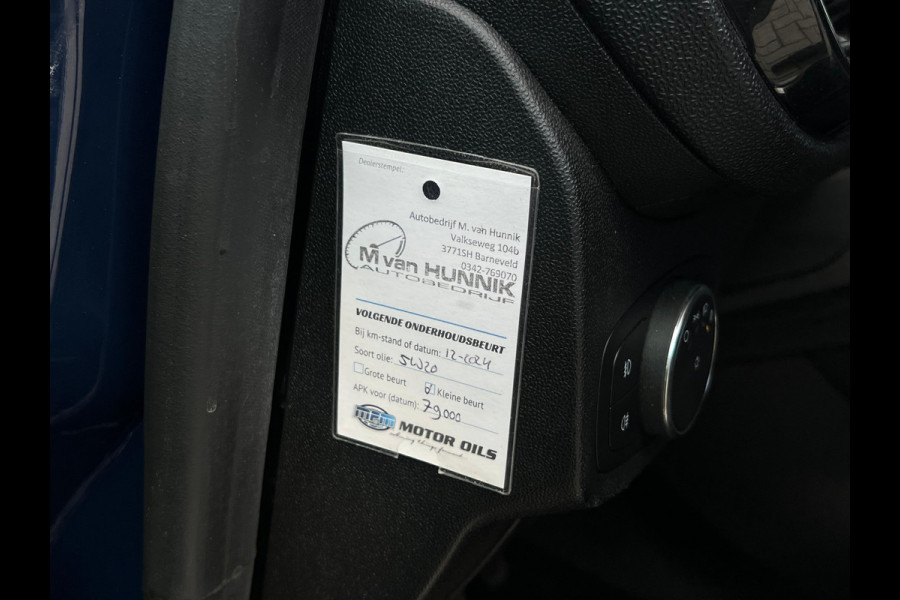 Dealerstempel:
Autobedrijf M. van Hunnik
Valkseweg 104b
3771SH Barneveld
0342-769070
M van HUNNIK
AUTOBEDRIJF
VOLGENDE ONDERHOUDSBEURT
Bij km-stand of datum: 12-2024
Soort olie: 5W20
Grote beurt Kleine beurt
APK voor (datum): 79000
MPM MOTOR OILS